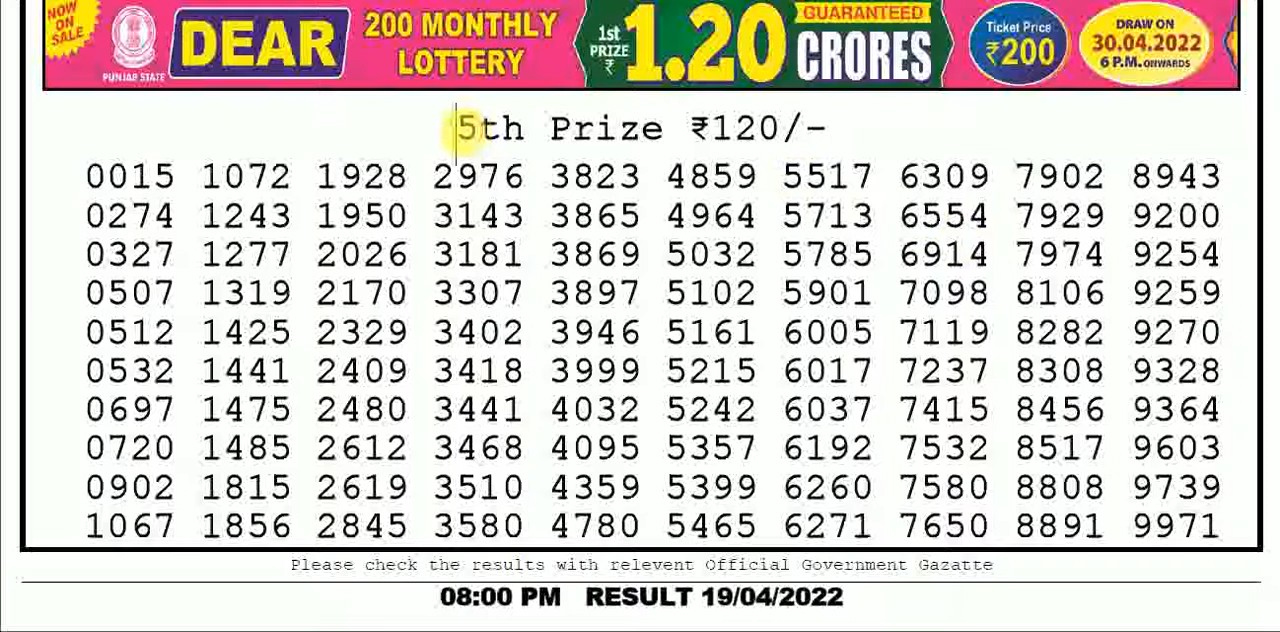 NOW
ON
SALE
PUNJAB STATE
DEAR
200 MONTHLY
LOTTERY
1st
PRIZE
₹
1.20
GUARANTEED
CRORES
Ticket Price
₹200
DRAW ON
30.04.2022
6 P.M. ONWARDS
5th Prize ₹120/-
0015 1072 1928 2976 3823 4859 5517 6309 7902 8943
0274 1243 1950 3143 3865 4964 5713 6554 7929 9200
0327 1277 2026 3181 3869 5032 5785 6914 7974 9254
0507 1319 2170 3307 3897 5102 5901 7098 8106 9259
0512 1425 2329 3402 3946 5161 6005 7119 8282 9270
0532 1441 2409 3418 3999 5215 6017 7237 8308 9328
0697 1475 2480 3441 4032 5242 6037 7415 8456 9364
0720 1485 2612 3468 4095 5357 6192 7532 8517 9603
0902 1815 2619 3510 4359 5399 6260 7580 8808 9739
1067 1856 2845 3580 4780 5465 6271 7650 8891 9971
Please check the results with relevent Official Government Gazatte
08:00 PM RESULT 19/04/2022